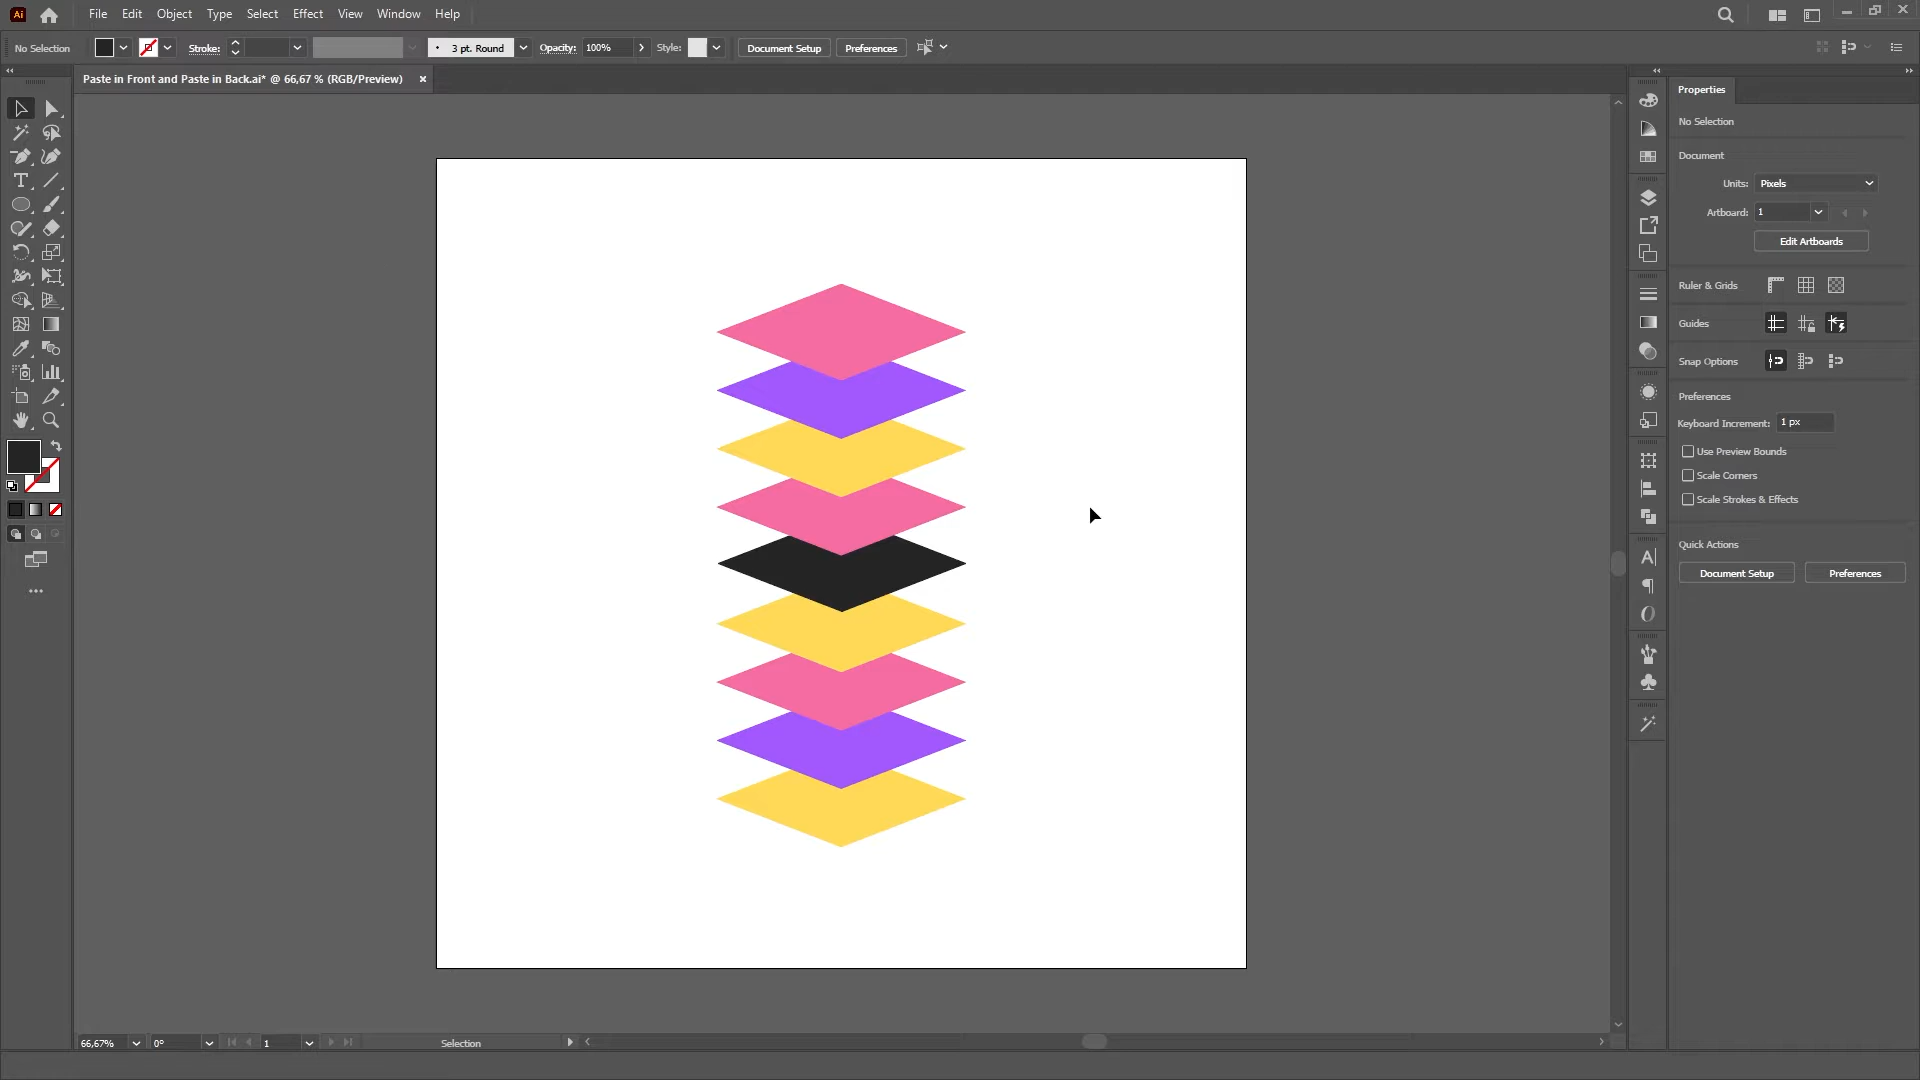 Ai File Edit Object Type Select Effect View Window Help
No Selection Stroke: 3 pt. Round Opacity: 100% Style: Document Setup Preferences
Paste in Front and Paste in Back.ai* @ 66,67 % (RGB/Preview)
Properties
No Selection
Document
Units: Pixels
Artboard: 1
Edit Artboards
Ruler & Grids
Guides
Snap Options
Preferences
Keyboard Increment: 1 px
Use Preview Bounds
Scale Corners
Scale Strokes & Effects
Quick Actions
Document Setup Preferences
66,67% 0° 1 Selection